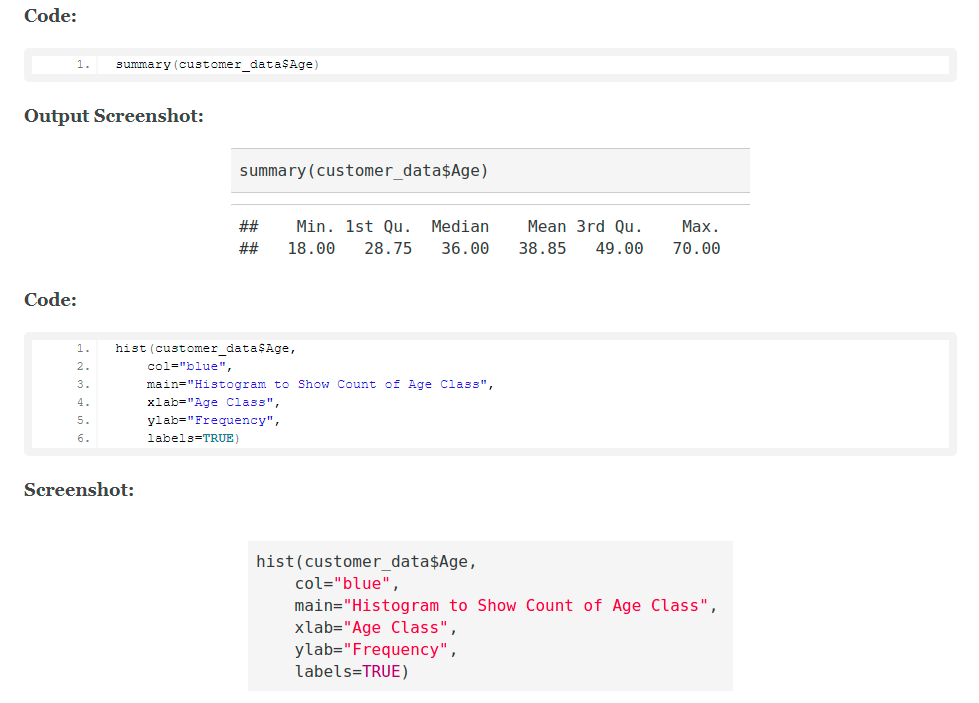 Code:
1. summary(customer_data$Age)
Output Screenshot:
summary(customer_data$Age)
## Min. 1st Qu. Median Mean 3rd Qu. Max.
## 18.00 28.75 36.00 38.85 49.00 70.00
Code:
1. hist(customer_data$Age,
2. col="blue",
3. main="Histogram to Show Count of Age Class",
4. xlab="Age Class",
5. ylab="Frequency",
6. labels=TRUE)
Screenshot:
hist(customer_data$Age,
col="blue",
main="Histogram to Show Count of Age Class",
xlab="Age Class",
ylab="Frequency",
labels=TRUE)